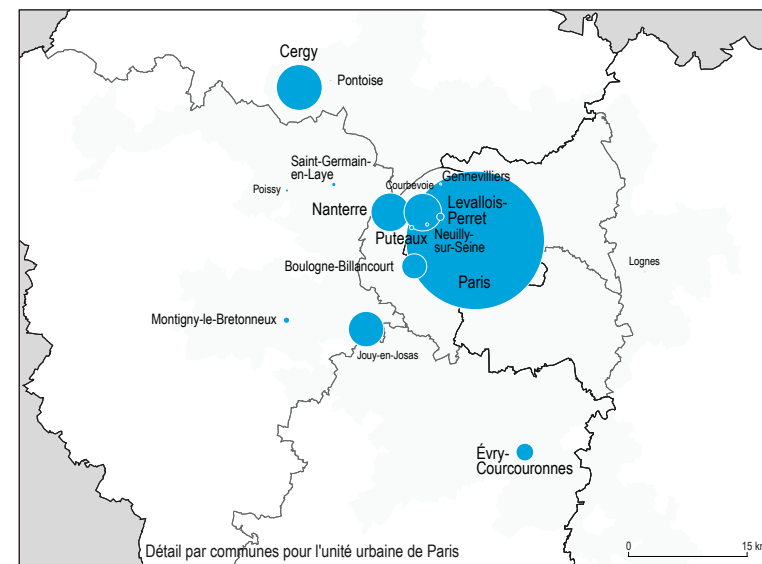 Cergy
Pontoise
Saint-Germain-
en-Laye
Poissy
Courbevoie
Gennevilliers
Nanterre
Levallois-
Perret
Puteaux
Neuilly-
sur-Seine
Boulogne-Billancourt
Paris
Lognes
Montigny-le-Bretonneux
Jouy-en-Josas
Évry-
Courcouronnes
Détail par communes pour l'unité urbaine de Paris
0 15 km